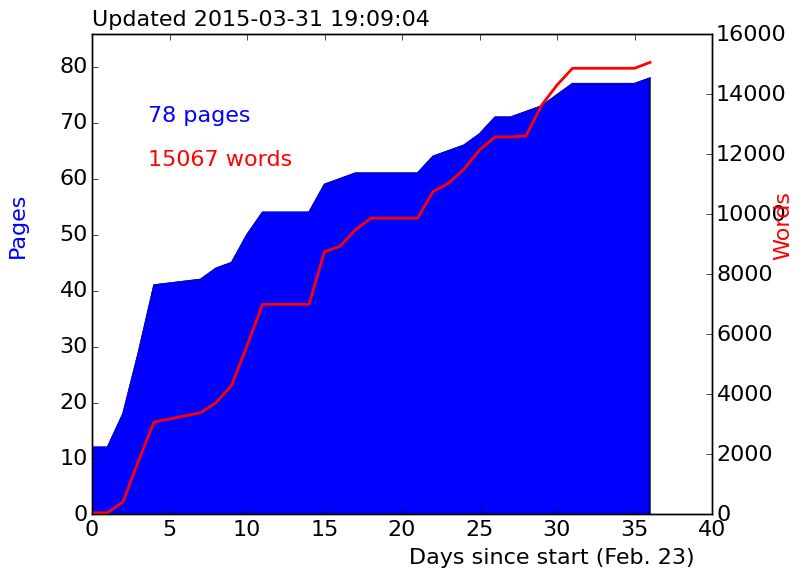 Updated 2015-03-31 19:09:04
78 pages
15067 words
Pages
Words
80
70
60
50
40
30
20
10
0
16000
14000
12000
10000
8000
6000
4000
2000
0
0 5 10 15 20 25 30 35 40
Days since start (Feb. 23)